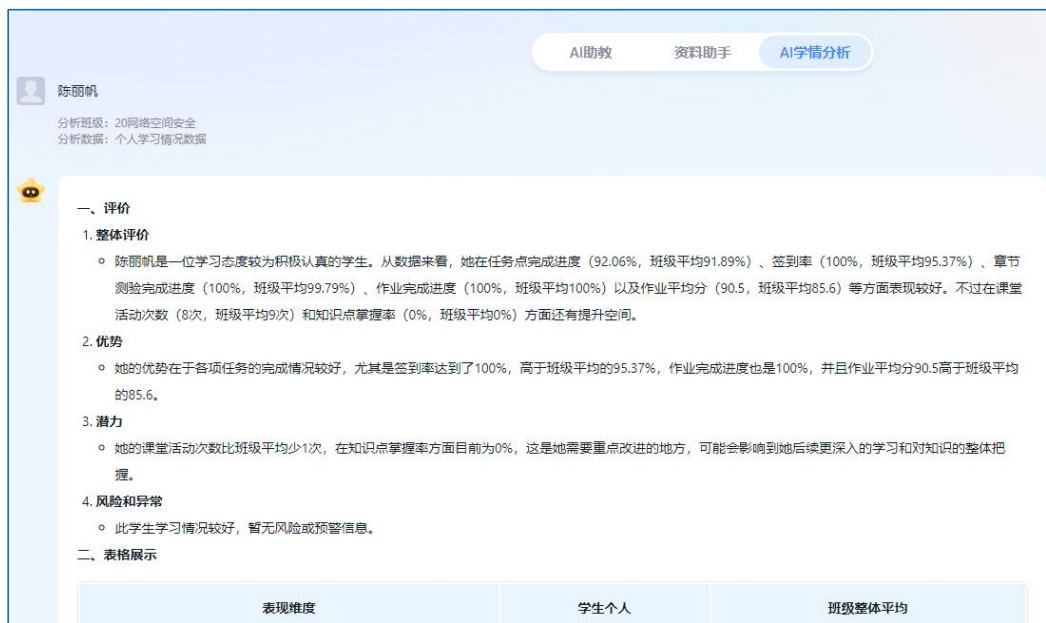 AI助教 资料助手 AI学情分析
陈丽帆
分析班级：20网络空间安全
分析数据：个人学习情况数据
一、评价
1. 整体评价
陈丽帆是一位学习态度较为积极认真的学生。从数据来看，她在任务点完成进度（92.06%，班级平均91.89%）、签到率（100%，班级平均95.37%）、章节
测验完成进度（100%，班级平均99.79%）、作业完成进度（100%，班级平均100%）以及作业平均分（90.5，班级平均85.6）等方面表现较好。不过在课堂
活动次数（8次，班级平均9次）和知识点掌握率（0%，班级平均0%）方面还有提升空间。
2. 优势
她的优势在于各项任务的完成情况较好，尤其是签到率达到了100%，高于班级平均的95.37%，作业完成进度也是100%，并且作业平均分90.5高于班级平均
的85.6。
3. 潜力
她的课堂活动次数比班级平均少1次，在知识点掌握率方面目前为0%，这是她需要重点改进的地方，可能会影响到她后续更深入的学习和对知识的整体把
握。
4. 风险和异常
此学生学习情况较好，暂无风险或预警信息。
二、表格展示
表现维度 学生个人 班级整体平均